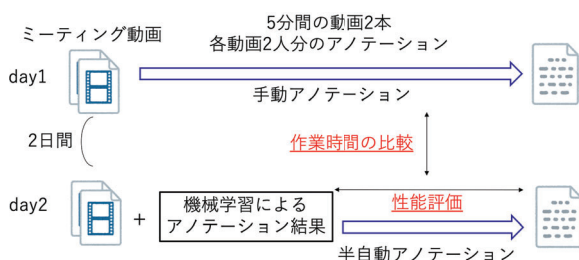 5分間の動画2本
ミーティング動画
各動画2人分のアノテーション
day1
手動アノテーション
2日間
作業時間の比較
day2
+
機械学習による
アノテーション結果
性能評価
半自動アノテーション